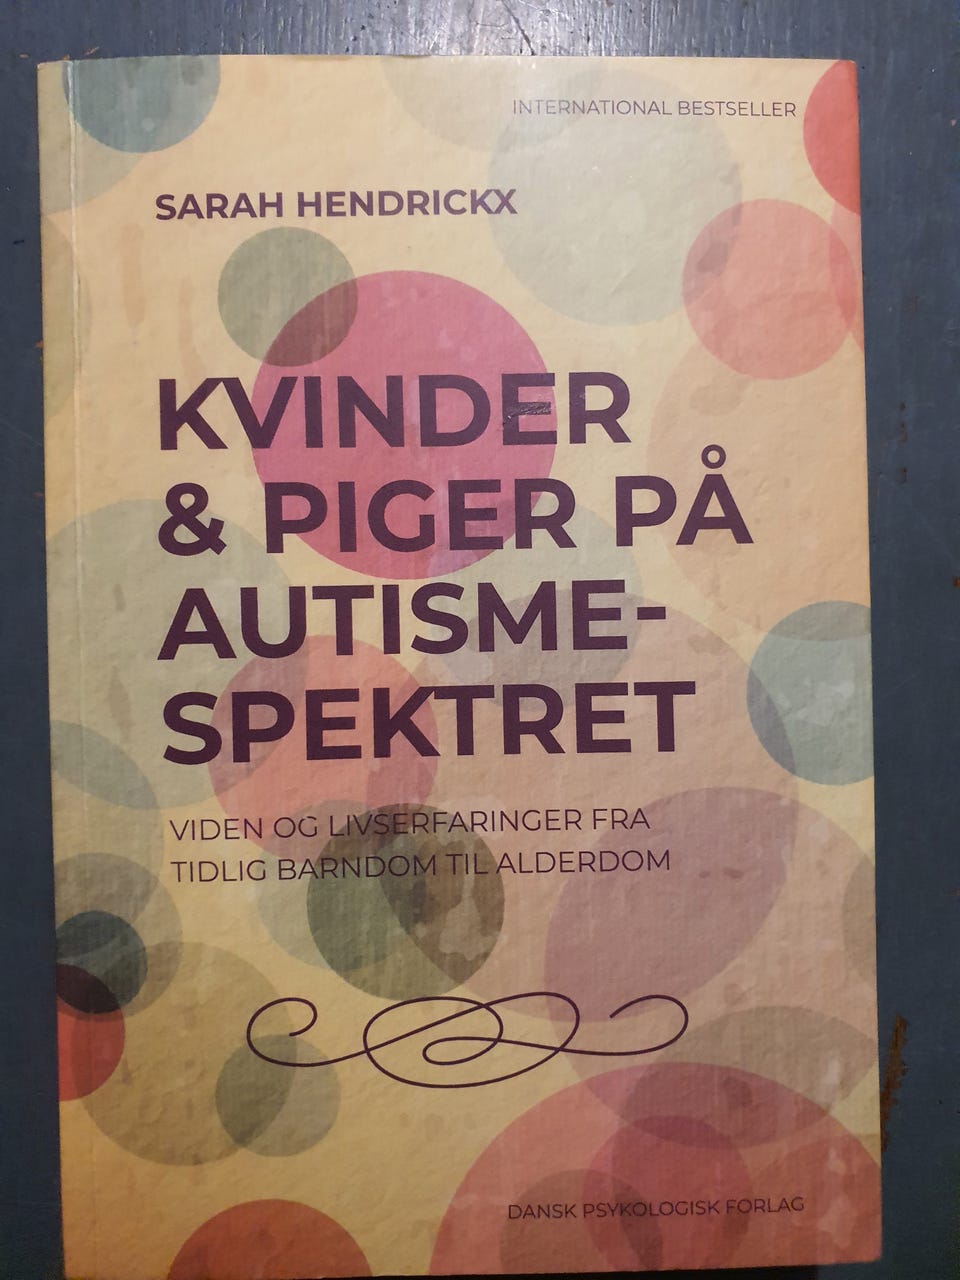 INTERNATIONAL BESTSELLER
SARAH HENDRICKX
KVINDER
& PIGER PÅ
AUTISME-
SPEKTRET
VIDEN OG LIVSERFARINGER FRA
TIDLIG BARNDOM TIL ALDERDOM
DANSK PSYKOLOGISK FORLAG